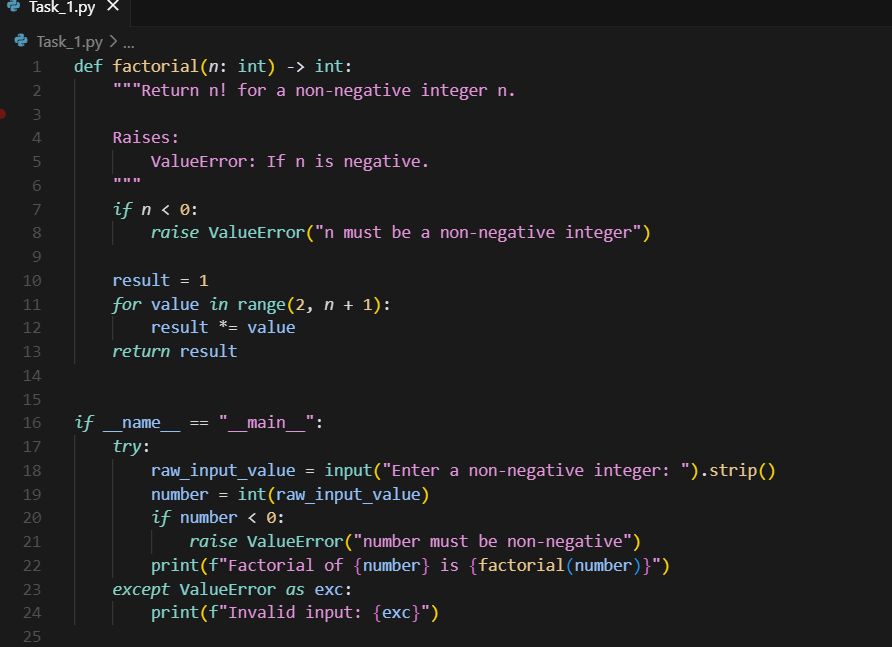 Task_1.py ×
Task_1.py > ...
1 def factorial(n: int) -> int:
2     """Return n! for a non-negative integer n.
3
4     Raises:
5         ValueError: If n is negative.
6     """
7     if n < 0:
8         raise ValueError("n must be a non-negative integer")
9
10     result = 1
11     for value in range(2, n + 1):
12         result *= value
13     return result
14
15
16 if __name__ == "__main__":
17     try:
18         raw_input_value = input("Enter a non-negative integer: ").strip()
19         number = int(raw_input_value)
20         if number < 0:
21             raise ValueError("number must be non-negative")
22         print(f"Factorial of {number} is {factorial(number)}")
23     except ValueError as exc:
24         print(f"Invalid input: {exc}")
25